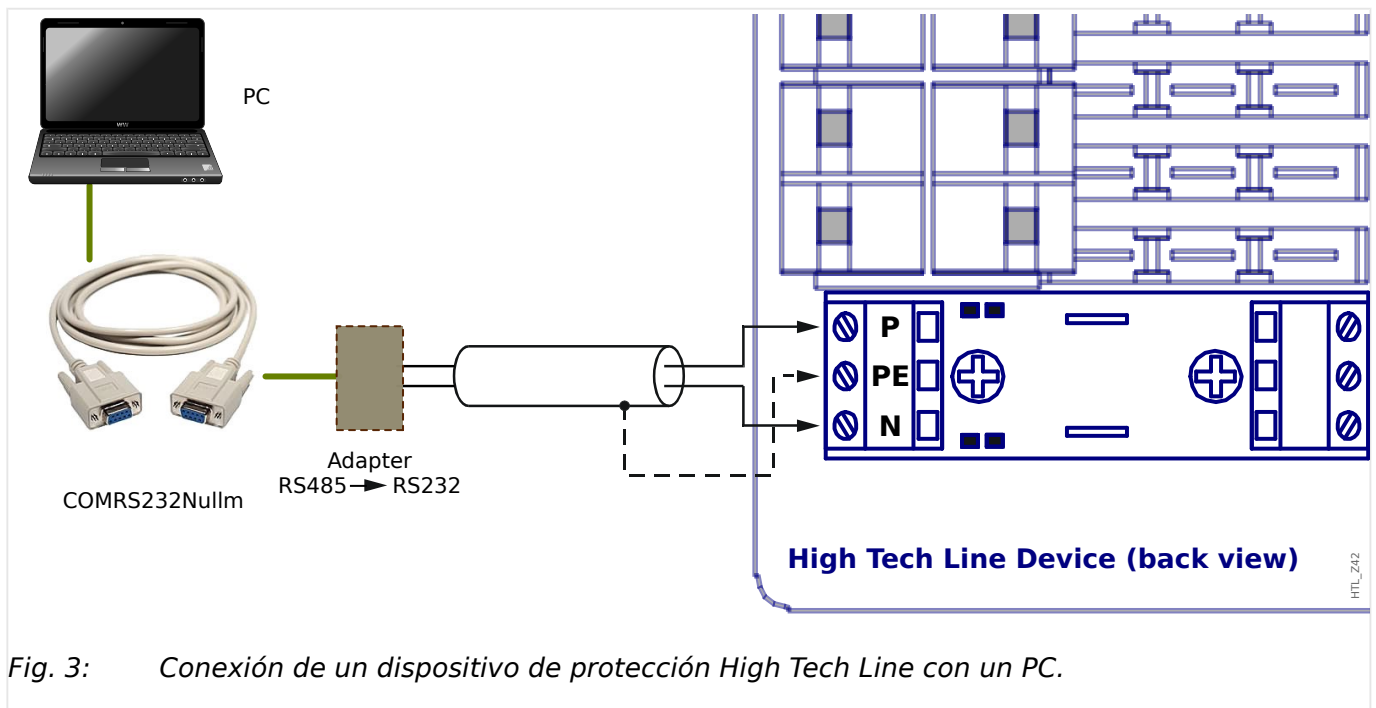 PC
P
PE
N
Adapter
RS485 RS232
COMRS232Nullm
High Tech Line Device (back view)
HTL_Z42
Fig. 3: Conexión de un dispositivo de protección High Tech Line con un PC.